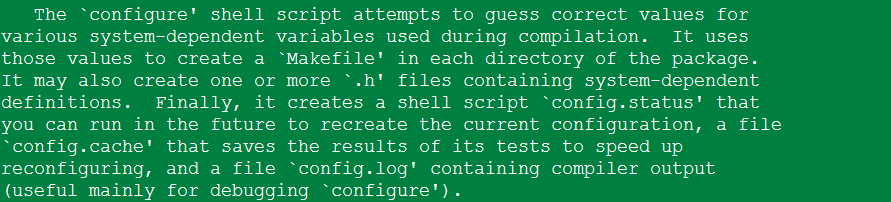 The `configure' shell script attempts to guess correct values for
various system-dependent variables used during compilation.  It uses
those values to create a `Makefile' in each directory of the package.
It may also create one or more `.h' files containing system-dependent
definitions.  Finally, it creates a shell script `config.status' that
you can run in the future to recreate the current configuration, a file
`config.cache' that saves the results of its tests to speed up
reconfiguring, and a file `config.log' containing compiler output
(useful mainly for debugging `configure').